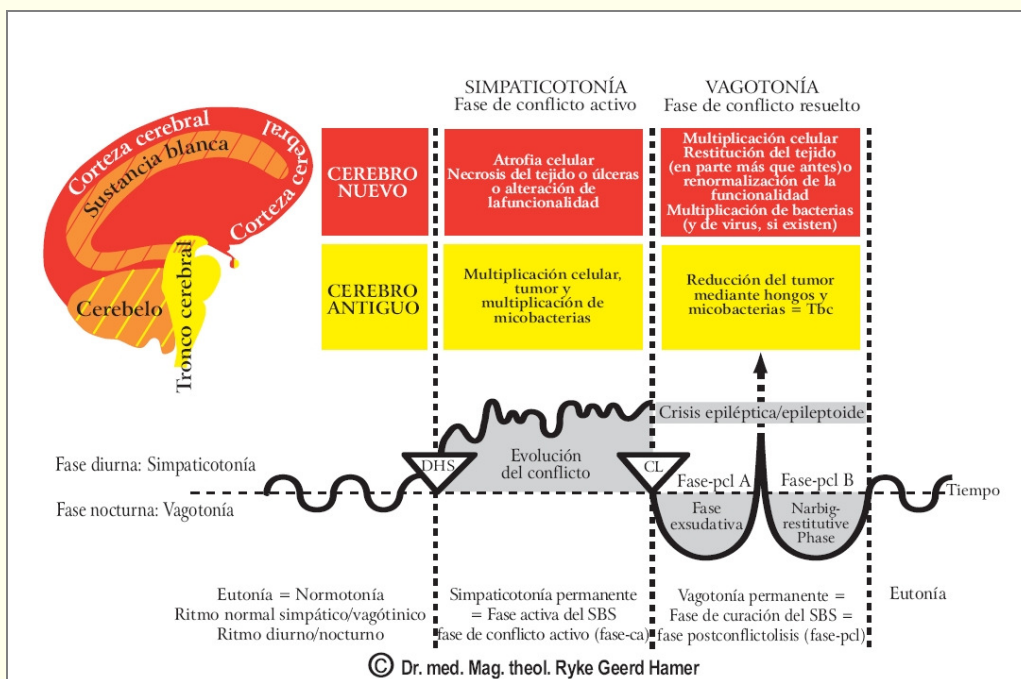 SIMPATICOTONÍA
Fase de conflicto activo
VAGOTONÍA
Fase de conflicto resuelto
Corteza cerebral
Sustancia blanca
Corteza cerebral
cerebral
Cerebelo
Tronco cerebral
CEREBRO
NUEVO
Atrofia celular
Necrosis del tejido o úlceras
o alteración de
lafuncionalidad
Multiplicación celular
Restitución del tejido
(en parte más que antes)o
renormalización de la
funcionalidad
Multiplicación de bacterias
(y de virus, si existen)
CEREBRO
ANTIGUO
Multiplicación celular,
tumor y
multiplicación de
micobacterias
Reducción del tumor
mediante hongos y
micobacterias = Tbc
Crisis epiléptica/epileptoide
Fase diurna: Simpaticotonía
Fase nocturna: Vagotonía
DHS
Evolución
del conflicto
CL
Fase-pcl A
Fase-pcl B
Tiempo
Fase
exsudativa
Narbig-
restitutive
Phase
Eutonía = Normotonía
Ritmo normal simpático/vagótinico
Ritmo diurno/nocturno
Simpaticotonía permanente
= Fase activa del SBS
fase de conflicto activo (fase-ca)
Vagotonía permanente =
Fase de curación del SBS =
fase postconflictolisis (fase-pcl)
Eutonía
© Dr. med. Mag. theol. Ryke Geerd Hamer